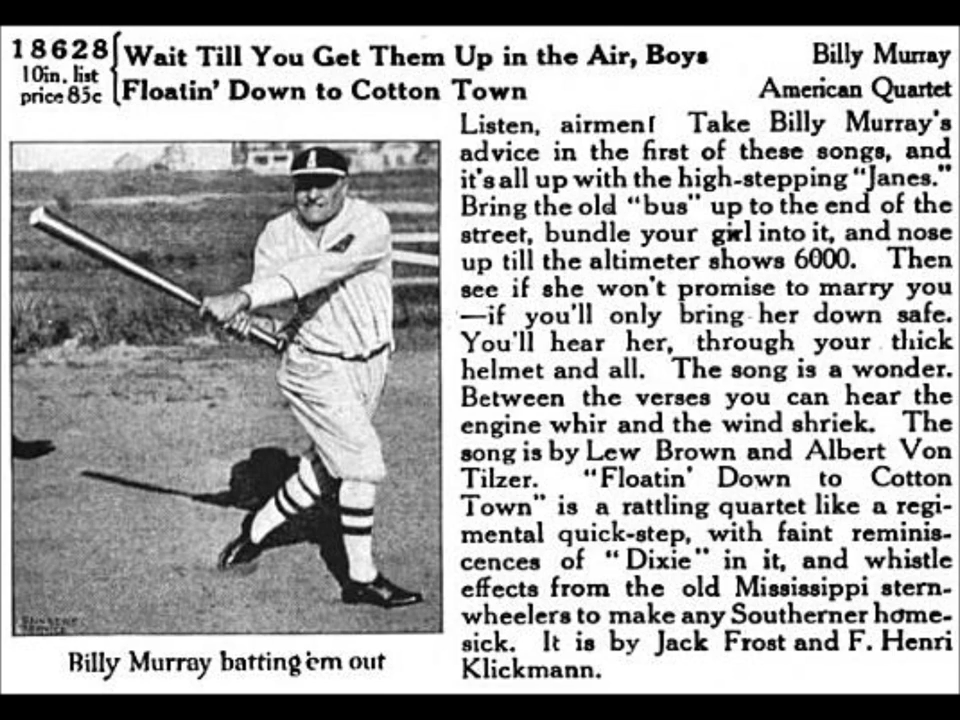 18628 Wait Till You Get Them Up in the Air, Boys Billy Murray
10in. list
price 85c Floatin' Down to Cotton Town American Quartet
Listen, airmen! Take Billy Murray's
advice in the first of these songs, and
it's all up with the high-stepping "Janes."
Bring the old "bus" up to the end of the
street, bundle your girl into it, and nose
up till the altimeter shows 6000. Then
see if she won't promise to marry you
—if you'll only bring her down safe.
You'll hear her, through your thick
helmet and all. The song is a wonder.
Between the verses you can hear the
engine whir and the wind shriek. The
song is by Lew Brown and Albert Von
Tilzer. "Floatin' Down to Cotton
Town" is a rattling quartet like a regi-
mental quick-step, with faint reminis-
cences of "Dixie" in it, and whistle
effects from the old Mississippi stern-
wheelers to make any Southerner home-
sick. It is by Jack Frost and F. Henri
Klickmann.
A
Billy Murray batting 'em out